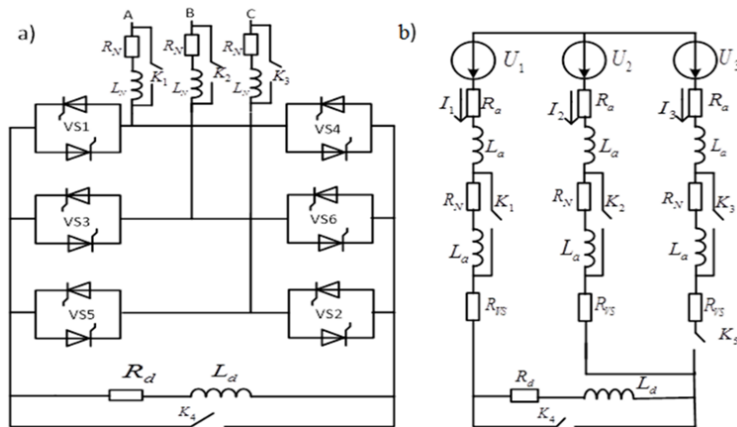 a)
A B C
R_N R_N R_N
K_1 K_2 K_3
L_N L_N L_N
VS1 VS4
VS3 VS6
VS5 VS2
R_d L_d
K_4
b)
U_1 U_2 U_3
I_1 R_a I_2 R_a I_3 R_a
L_a L_a L_a
R_N K_1 R_N K_2 R_N K_3
L_a L_a L_a
R_VS R_VS R_VS
K_5
R_d L_d
K_4